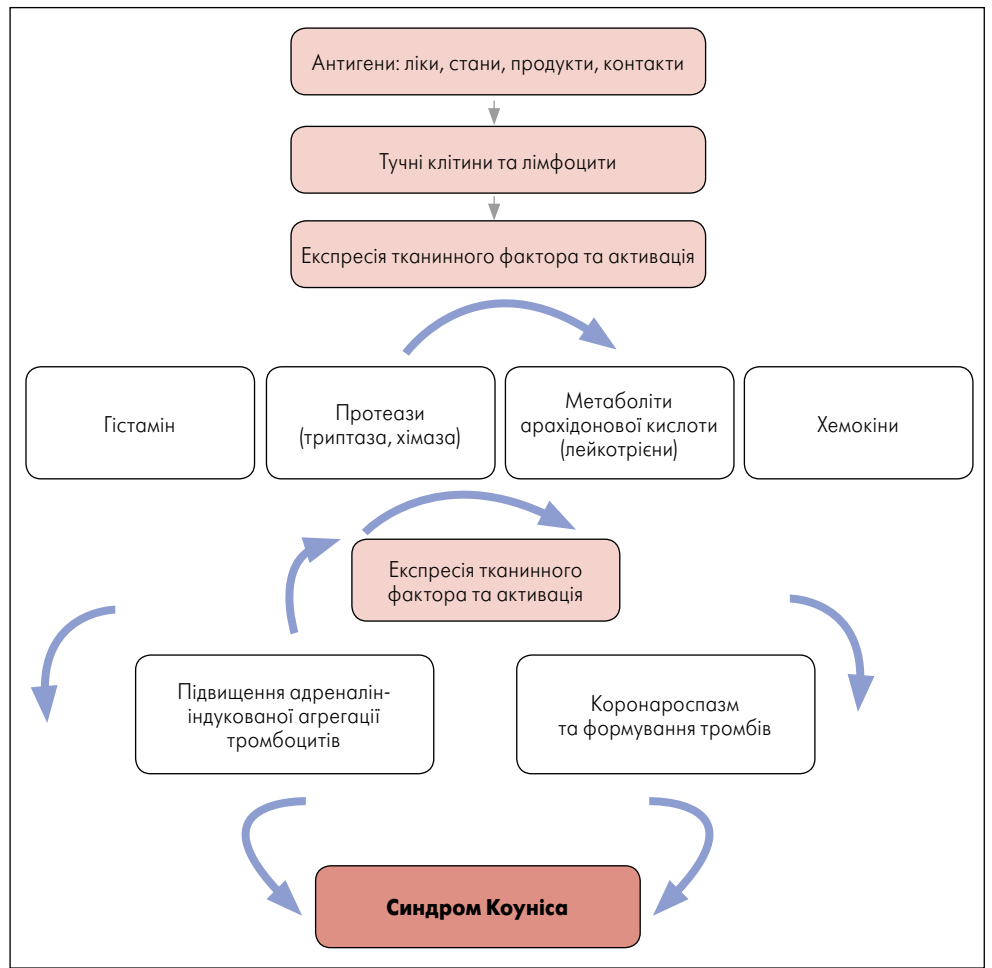 Антигени: ліки, стани, продукти, контакти
Тучні клітини та лімфоцити
Експресія тканинного фактора та активація
Гістамін
Протеази
(триптаза, хімаза)
Метаболіти
арахідонової кислоти
(лейкотрієни)
Хемокіни
Експресія тканинного
фактора та активація
Підвищення адреналін-
індукованої агрегації
тромбоцитів
Коронароспазм
та формування тромбів
Синдром Коуніса